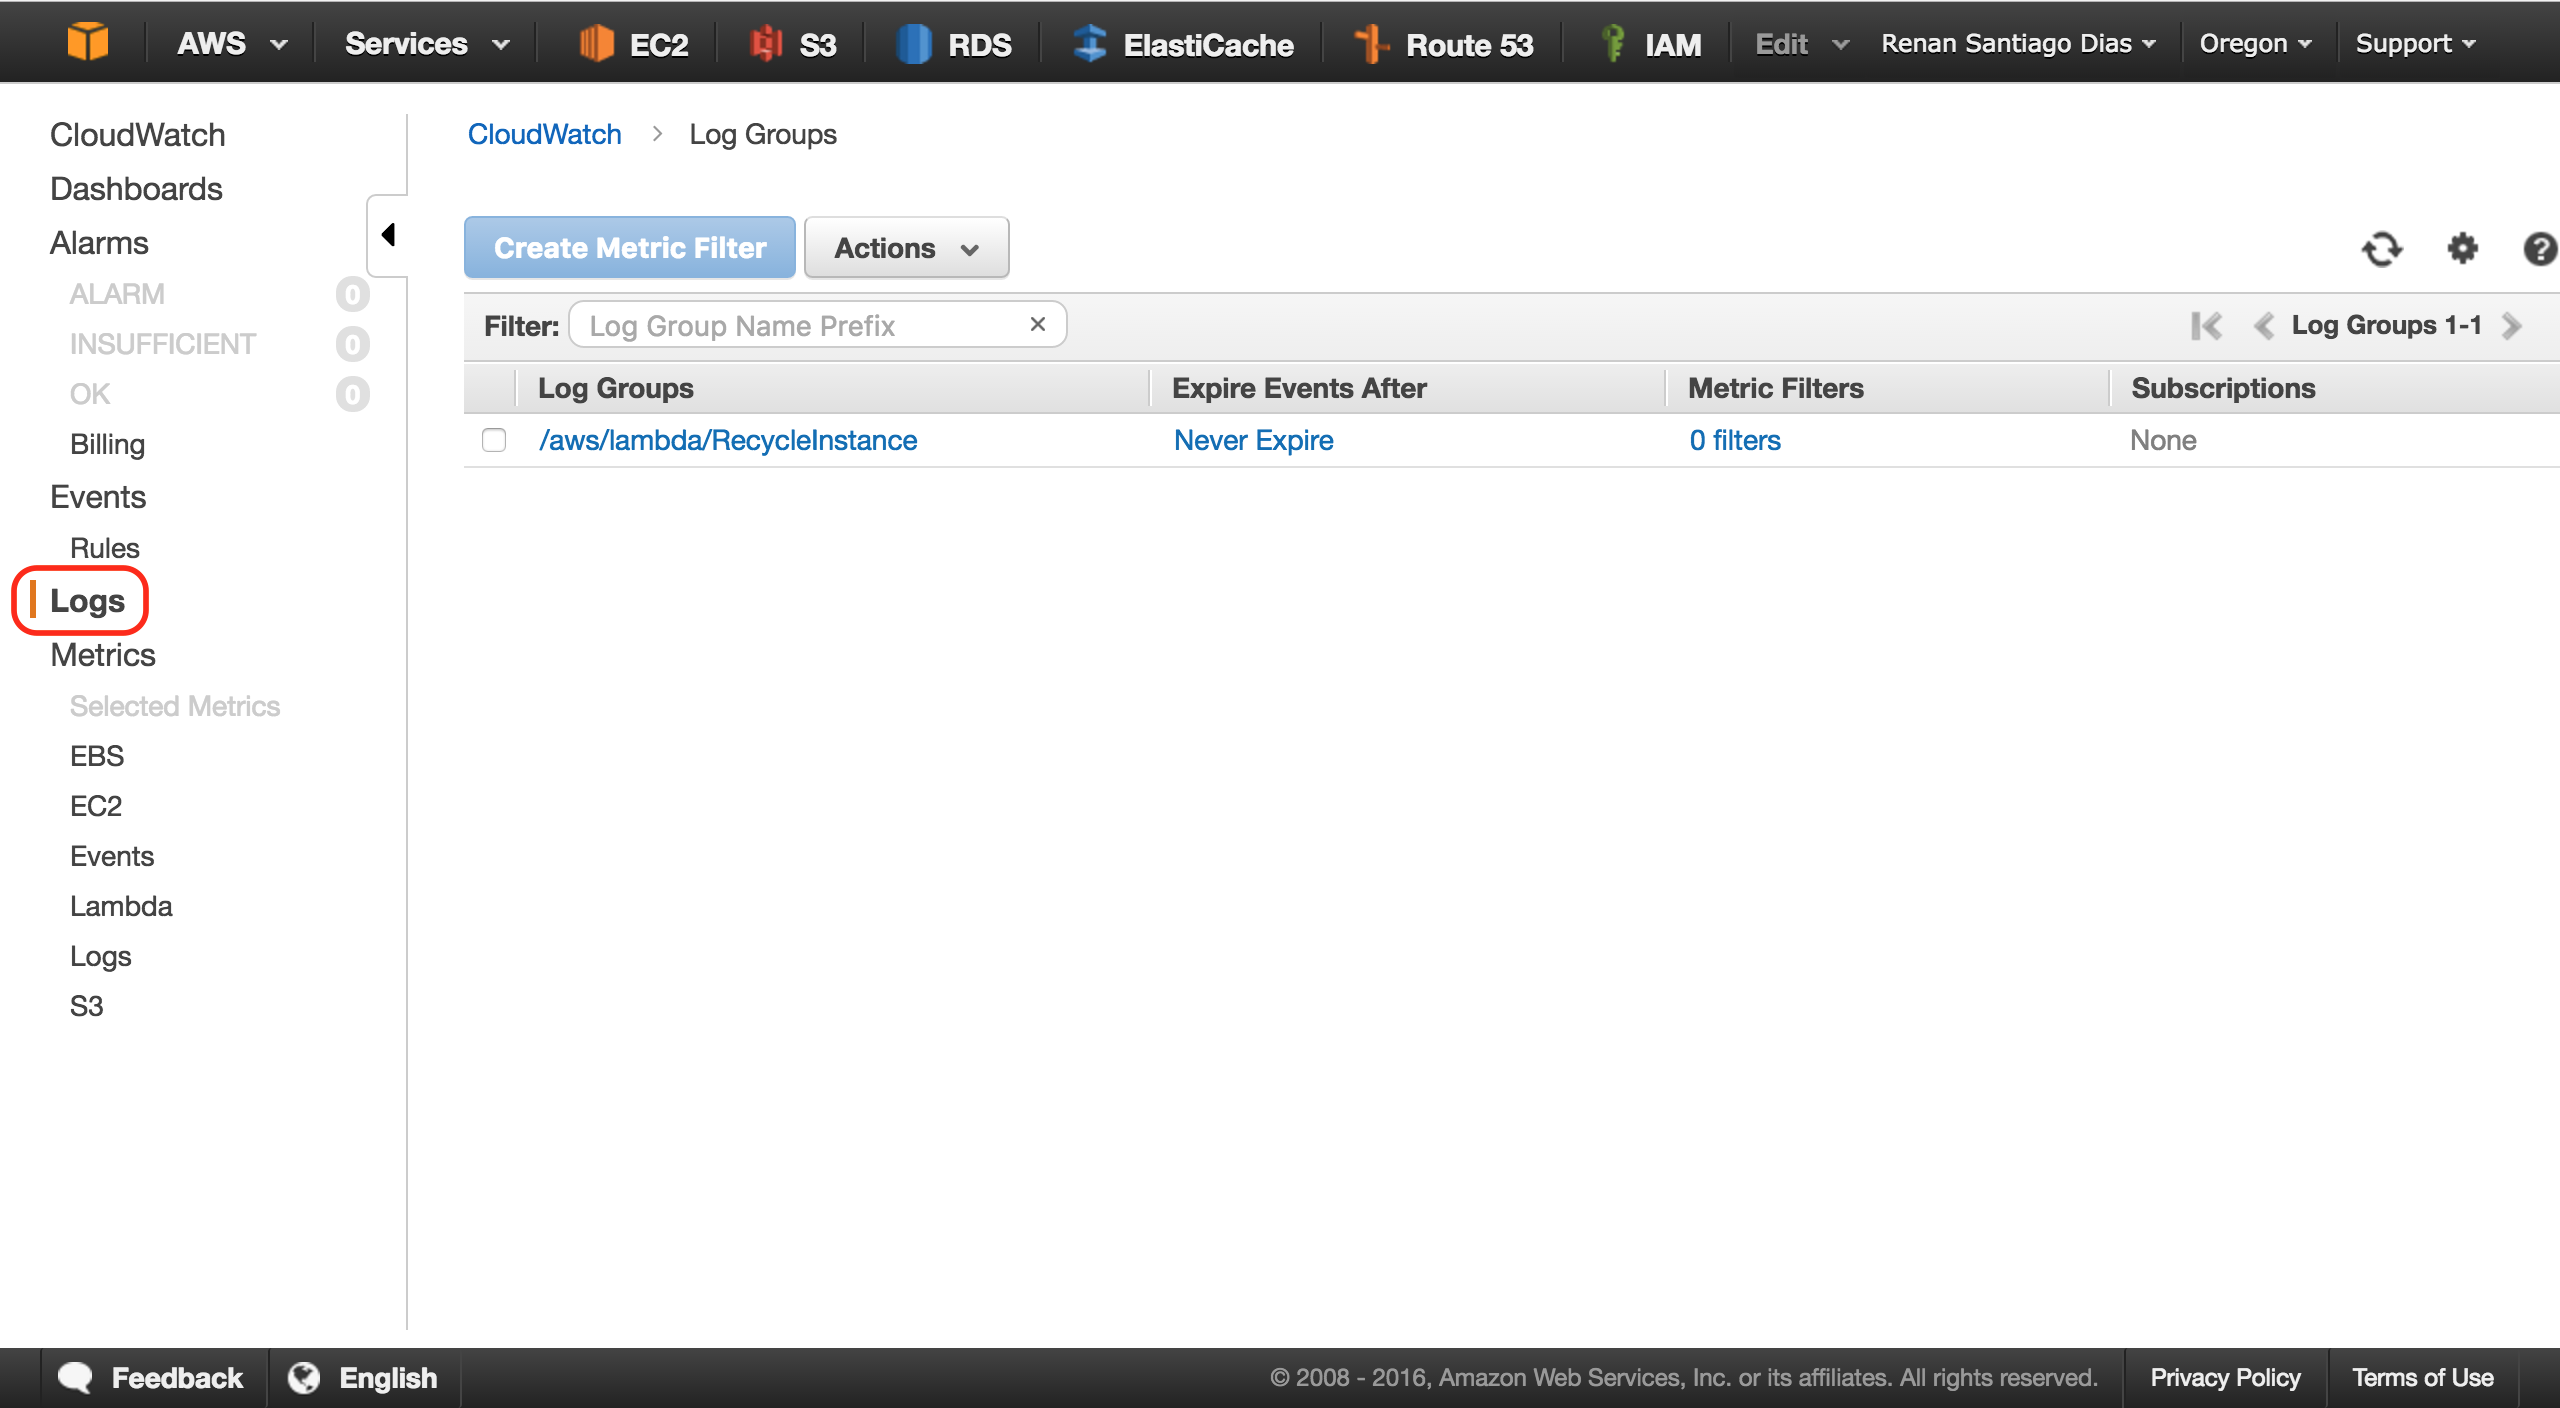 AWS Services EC2 S3 RDS ElastiCache Route 53 IAM Edit Renan Santiago Dias Oregon Support
CloudWatch
Dashboards
Alarms
ALARM 0
INSUFFICIENT 0
OK 0
Billing
Events
Rules
Logs
Metrics
Selected Metrics
EBS
EC2
Events
Lambda
Logs
S3
CloudWatch > Log Groups
Create Metric Filter Actions
Filter: Log Group Name Prefix × Log Groups 1-1
Log Groups Expire Events After Metric Filters Subscriptions
/aws/lambda/RecycleInstance Never Expire 0 filters None
Feedback English © 2008 - 2016, Amazon Web Services, Inc. or its affiliates. All rights reserved. Privacy Policy Terms of Use